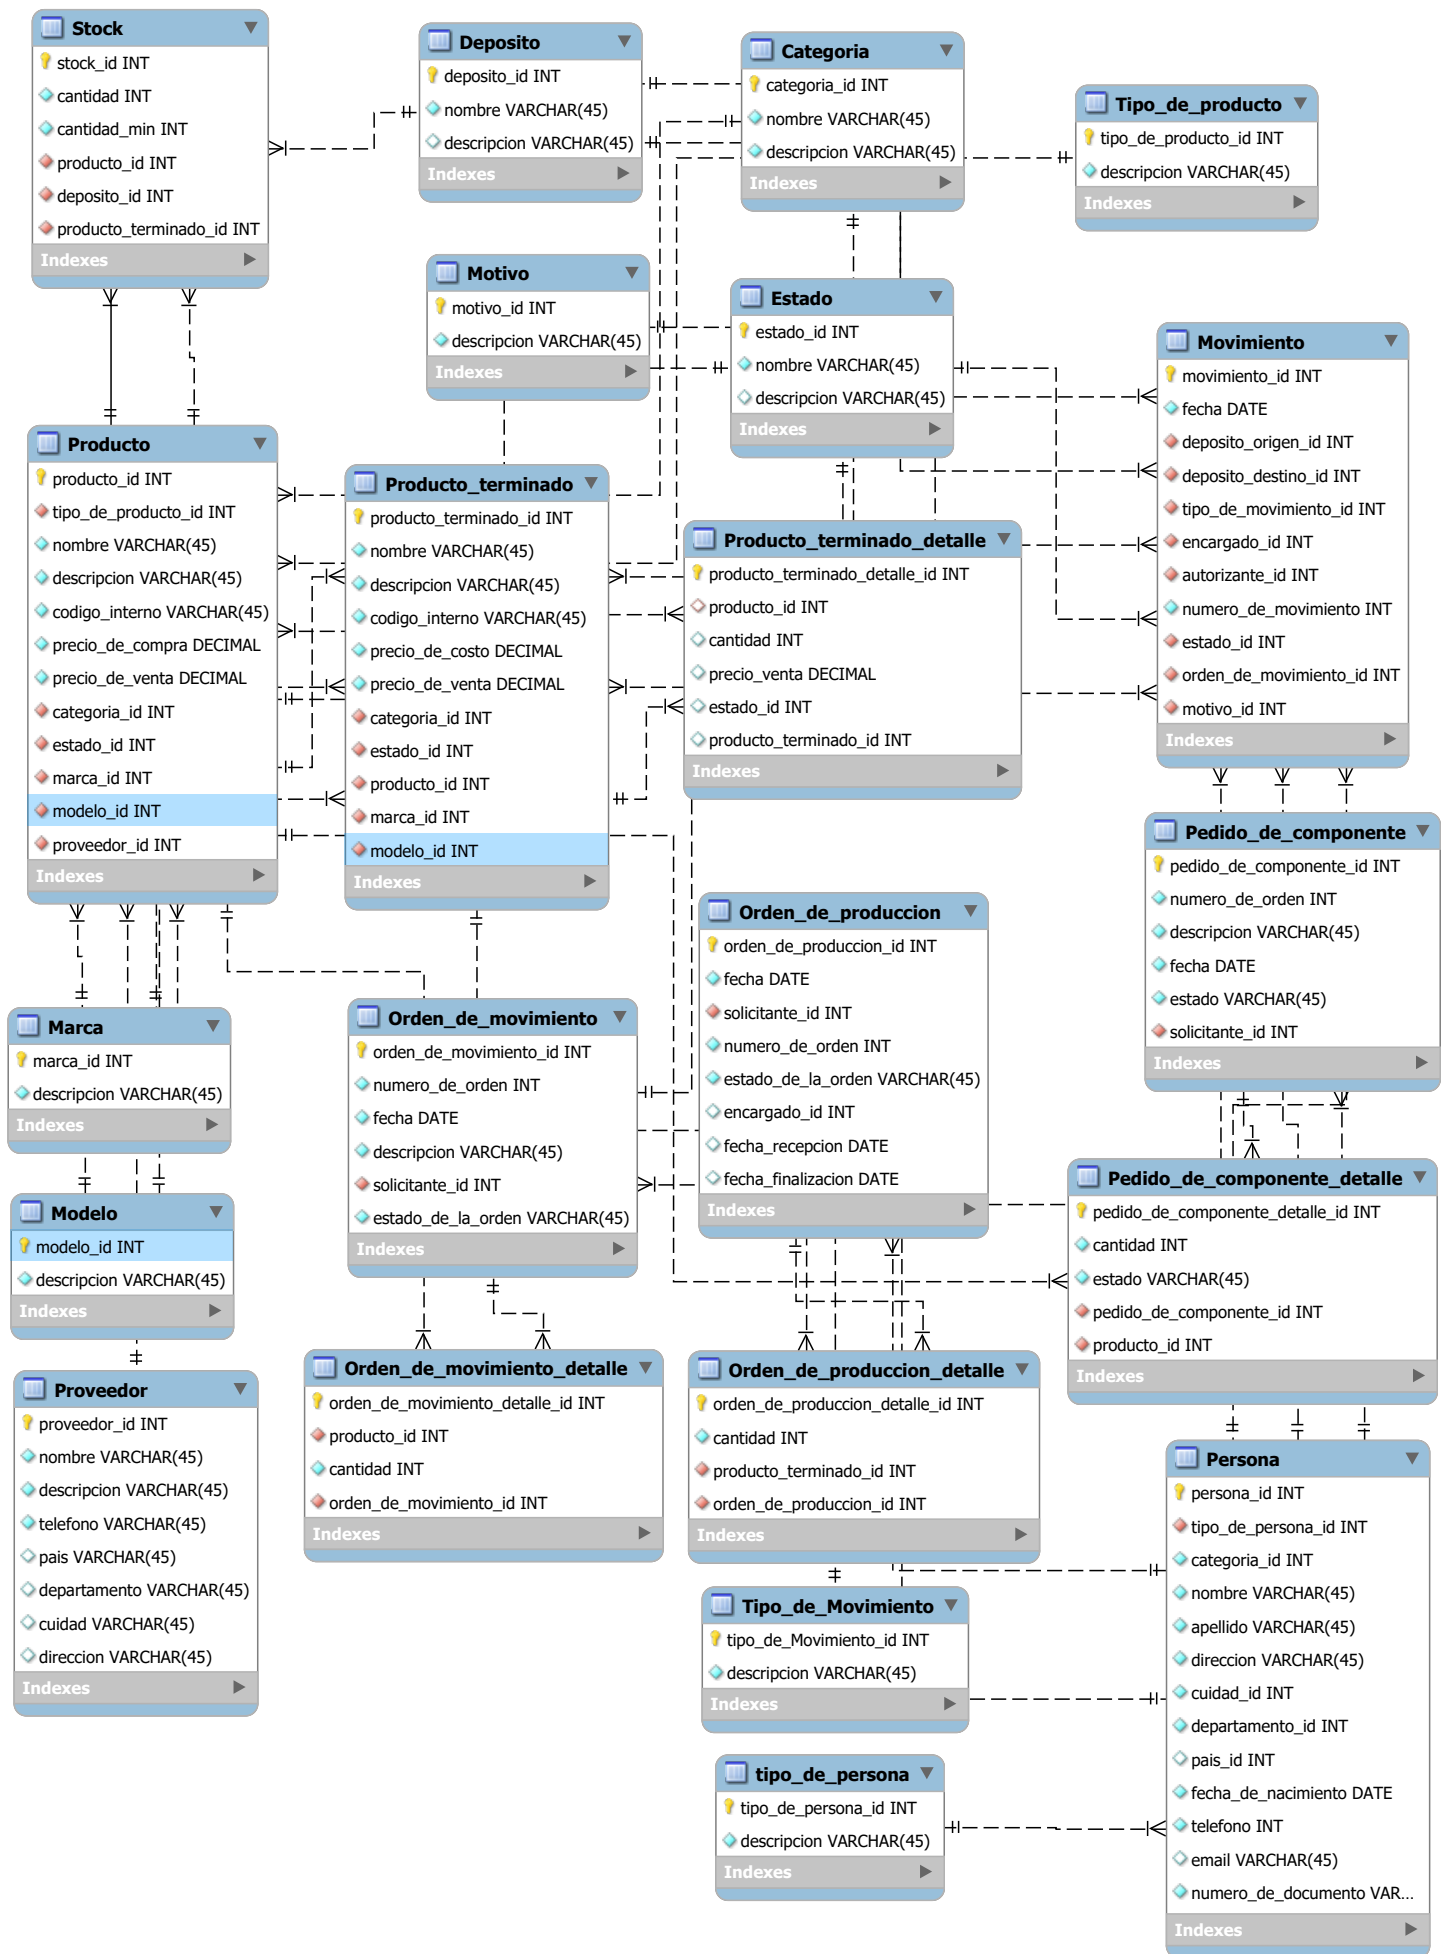 Stock
stock_id INT
cantidad INT
cantidad_min INT
producto_id INT
deposito_id INT
producto_terminado_id INT
Indexes
Deposito
deposito_id INT
nombre VARCHAR(45)
descripcion VARCHAR(45)
Indexes
Categoria
categoria_id INT
nombre VARCHAR(45)
descripcion VARCHAR(45)
Indexes
Tipo_de_producto
tipo_de_producto_id INT
descripcion VARCHAR(45)
Indexes
Motivo
motivo_id INT
descripcion VARCHAR(45)
Indexes
Estado
estado_id INT
nombre VARCHAR(45)
descripcion VARCHAR(45)
Indexes
Movimiento
movimiento_id INT
fecha DATE
deposito_origen_id INT
deposito_destino_id INT
tipo_de_movimiento_id INT
encargado_id INT
autorizante_id INT
numero_de_movimiento INT
estado_id INT
orden_de_movimiento_id INT
motivo_id INT
Indexes
Producto
producto_id INT
tipo_de_producto_id INT
nombre VARCHAR(45)
descripcion VARCHAR(45)
codigo_interno VARCHAR(45)
precio_de_compra DECIMAL
precio_de_venta DECIMAL
categoria_id INT
estado_id INT
marca_id INT
modelo_id INT
proveedor_id INT
Indexes
Producto_terminado
producto_terminado_id INT
nombre VARCHAR(45)
descripcion VARCHAR(45)
codigo_interno VARCHAR(45)
precio_de_costo DECIMAL
precio_de_venta DECIMAL
categoria_id INT
estado_id INT
producto_id INT
marca_id INT
modelo_id INT
Indexes
Producto_terminado_detalle
producto_terminado_detalle_id INT
producto_id INT
cantidad INT
precio_venta DECIMAL
estado_id INT
producto_terminado_id INT
Indexes
Pedido_de_componente
pedido_de_componente_id INT
numero_de_orden INT
descripcion VARCHAR(45)
fecha DATE
estado VARCHAR(45)
solicitante_id INT
Indexes
Orden_de_produccion
orden_de_produccion_id INT
fecha DATE
solicitante_id INT
numero_de_orden INT
estado_de_la_orden VARCHAR(45)
encargado_id INT
fecha_recepcion DATE
fecha_finalizacion DATE
Indexes
Marca
marca_id INT
descripcion VARCHAR(45)
Indexes
Orden_de_movimiento
orden_de_movimiento_id INT
numero_de_orden INT
fecha DATE
descripcion VARCHAR(45)
solicitante_id INT
estado_de_la_orden VARCHAR(45)
Indexes
Pedido_de_componente_detalle
pedido_de_componente_detalle_id INT
cantidad INT
estado VARCHAR(45)
pedido_de_componente_id INT
producto_id INT
Indexes
Modelo
modelo_id INT
descripcion VARCHAR(45)
Indexes
Proveedor
proveedor_id INT
nombre VARCHAR(45)
descripcion VARCHAR(45)
telefono VARCHAR(45)
pais VARCHAR(45)
departamento VARCHAR(45)
cuidad VARCHAR(45)
direccion VARCHAR(45)
Indexes
Orden_de_movimiento_detalle
orden_de_movimiento_detalle_id INT
producto_id INT
cantidad INT
orden_de_movimiento_id INT
Indexes
Orden_de_produccion_detalle
orden_de_produccion_detalle_id INT
cantidad INT
producto_terminado_id INT
orden_de_produccion_id INT
Indexes
Persona
persona_id INT
tipo_de_persona_id INT
categoria_id INT
nombre VARCHAR(45)
apellido VARCHAR(45)
direccion VARCHAR(45)
cuidad_id INT
departamento_id INT
pais_id INT
fecha_de_nacimiento DATE
telefono INT
email VARCHAR(45)
numero_de_documento VAR...
Indexes
Tipo_de_Movimiento
tipo_de_Movimiento_id INT
descripcion VARCHAR(45)
Indexes
tipo_de_persona
tipo_de_persona_id INT
descripcion VARCHAR(45)
Indexes